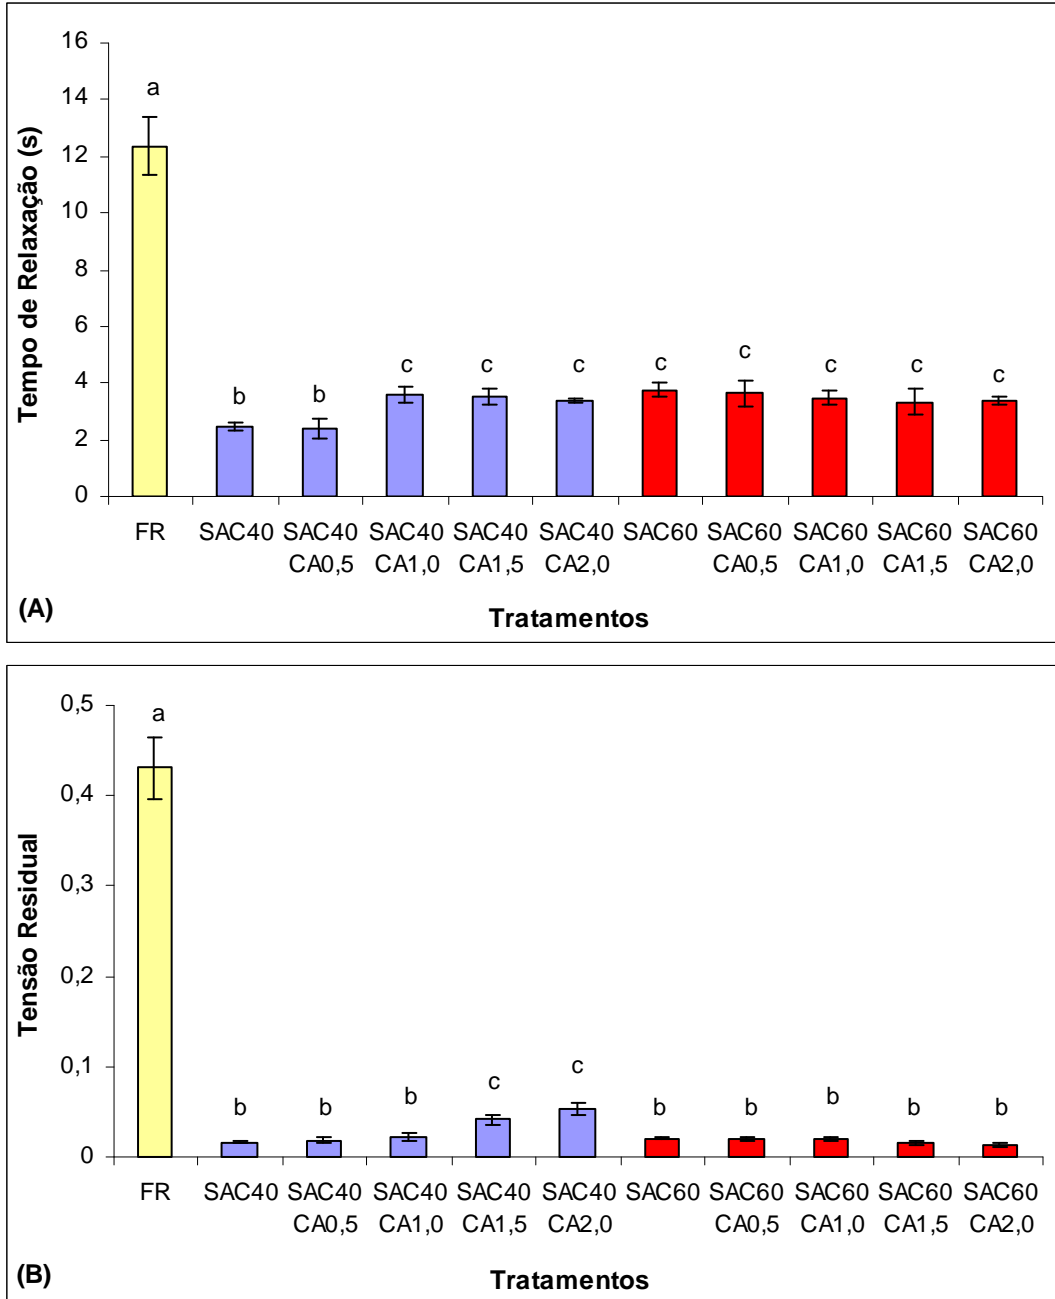 16
14
12
10
8
6
4
2
0
Tempo de Relaxação (s)
a
b
b
c
c
c
c
c
c
c
c
FR SAC40 SAC40 SAC40 SAC40 SAC40 SAC60 SAC60 SAC60 SAC60 SAC60
CA0,5 CA1,0 CA1,5 CA2,0 CA0,5 CA1,0 CA1,5 CA2,0
(A)
Tratamentos
0,5
0,4
0,3
0,2
0,1
0
Tensão Residual
a
b
b
b
c
c
b
b
b
b
b
FR SAC40 SAC40 SAC40 SAC40 SAC40 SAC60 SAC60 SAC60 SAC60 SAC60
CA0,5 CA1,0 CA1,5 CA2,0 CA0,5 CA1,0 CA1,5 CA2,0
(B)
Tratamentos